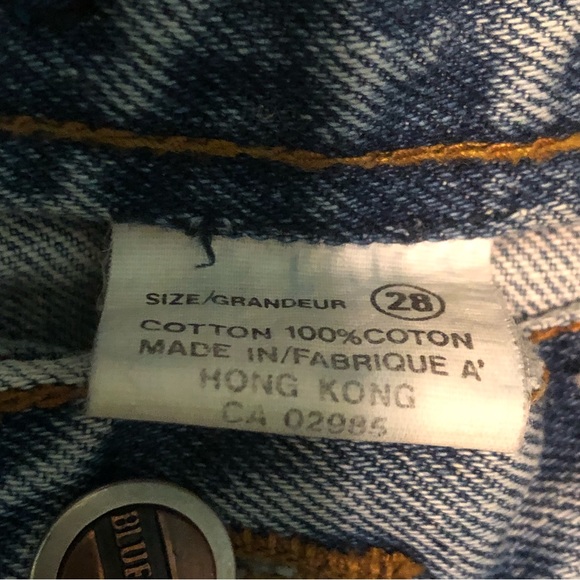 SIZE/GRANDEUR 28
COTTON 100%COTON
MADE IN/FABRIQUE A'
HONG KONG
CA 02985
BLUE